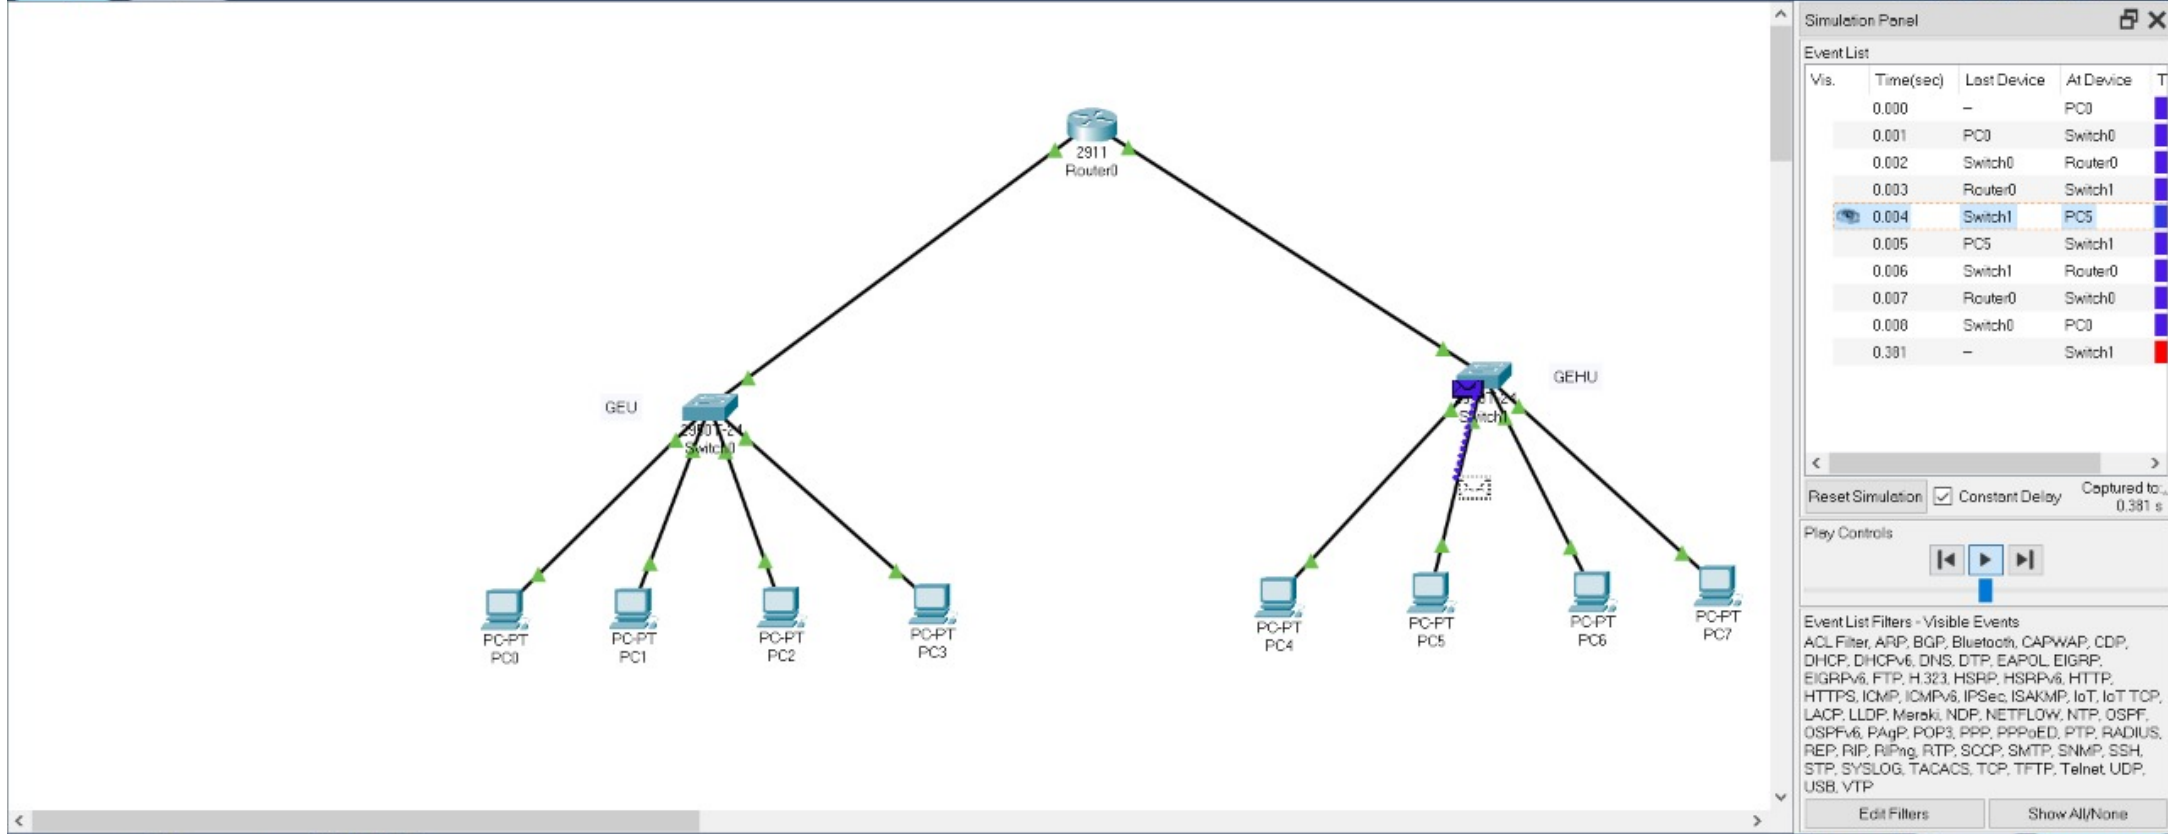 2911
Router0
GEU
2950T-24
Switch0
GEHU
Switch1
PC-PT
PC0
PC-PT
PC1
PC-PT
PC2
PC-PT
PC3
PC-PT
PC4
PC-PT
PC5
PC-PT
PC6
PC-PT
PC7
Simulation Panel
Event List
Vis. Time(sec) Last Device At Device T
0.000 -- PC0
0.001 PC0 Switch0
0.002 Switch0 Router0
0.003 Router0 Switch1
0.004 Switch1 PC5
0.005 PC5 Switch1
0.006 Switch1 Router0
0.007 Router0 Switch0
0.008 Switch0 PC0
0.381 -- Switch1
Reset Simulation Constant Delay Captured to:
0.381 s
Play Controls
Event List Filters - Visible Events
ACL Filter, ARP, BGP, Bluetooth, CAPWAP, CDP,
DHCP, DHCPv6, DNS, DTP, EAPOL, EIGRP,
EIGRPv6, FTP, H.323, HSRP, HSRPv6, HTTP,
HTTPS, ICMP, ICMPv6, IPSec, ISAKMP, IoT, IoT TCP,
LACP, LLDP, Meraki, NDP, NETFLOW, NTP, OSPF,
OSPFv6, PAgP, POP3, PPP, PPPoED, PTP, RADIUS,
REP, RIP, RIPng, RTP, SCCP, SMTP, SNMP, SSH,
STP, SYSLOG, TACACS, TCP, TFTP, Telnet, UDP,
USB, VTP
Edit Filters Show All/None